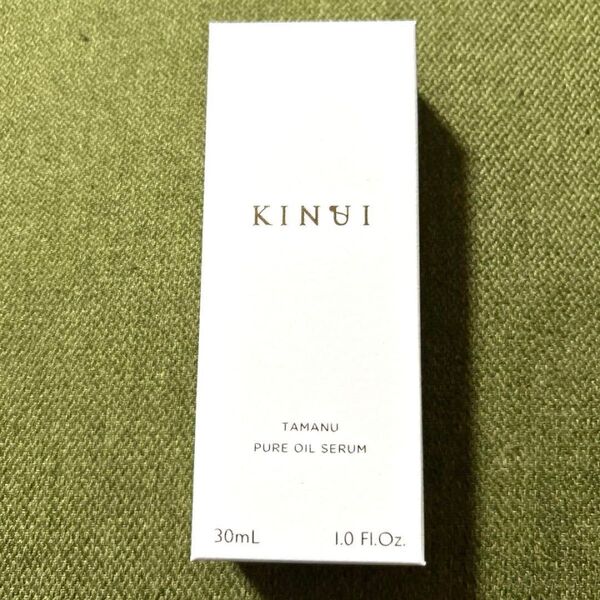 KINUI
TAMANU
PURE OIL SERUM
30mL 1.0 Fl.Oz.